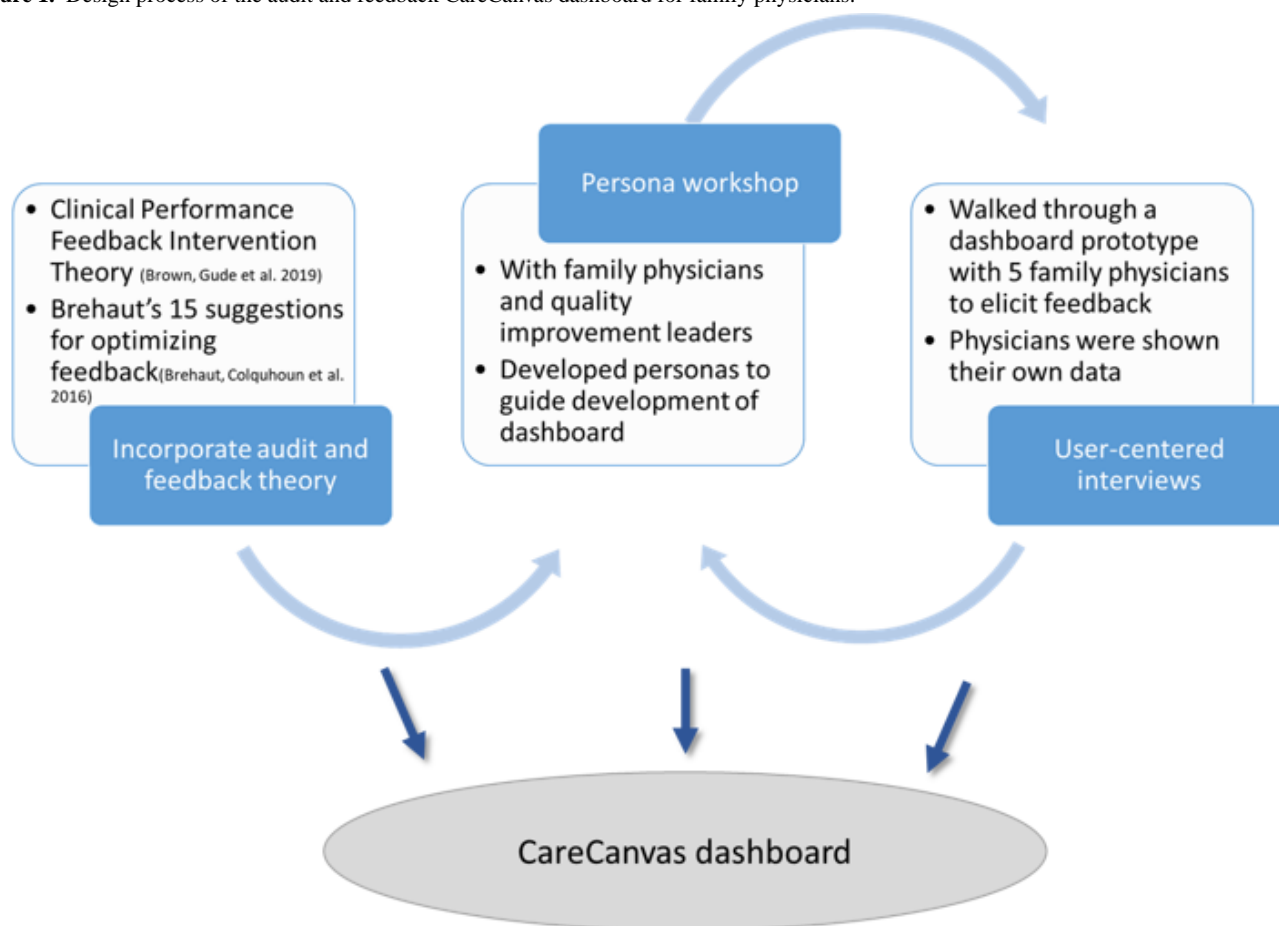 Design process of the audit and feedback CareCanvas dashboard for family physicians.
• Clinical Performance
Feedback Intervention
Theory (Brown, Gude et al. 2019)
• Brehaut’s 15 suggestions
for optimizing
feedback(Brehaut, Colquhoun et al.
2016)
Incorporate audit and
feedback theory
Persona workshop
• With family physicians
and quality
improvement leaders
• Developed personas to
guide development of
dashboard
• Walked through a
dashboard prototype
with 5 family physicians
to elicit feedback
• Physicians were shown
their own data
User-centered
interviews
CareCanvas dashboard